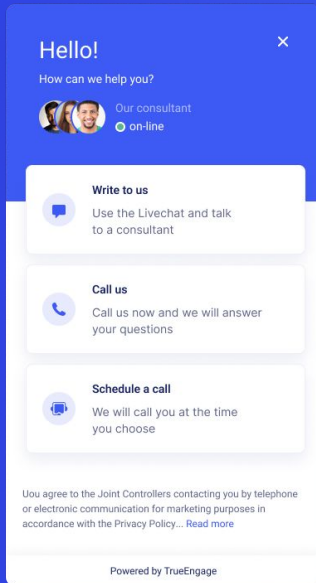 Hello!
How can we help you?
Our consultant
on-line
Write to us
Use the Livechat and talk
to a consultant
Call us
Call us now and we will answer
your questions
Schedule a call
We will call you at the time
you choose
Uou agree to the Joint Controllers contacting you by telephone
or electronic communication for marketing purposes in
accordance with the Privacy Policy... Read more
Powered by TrueEngage